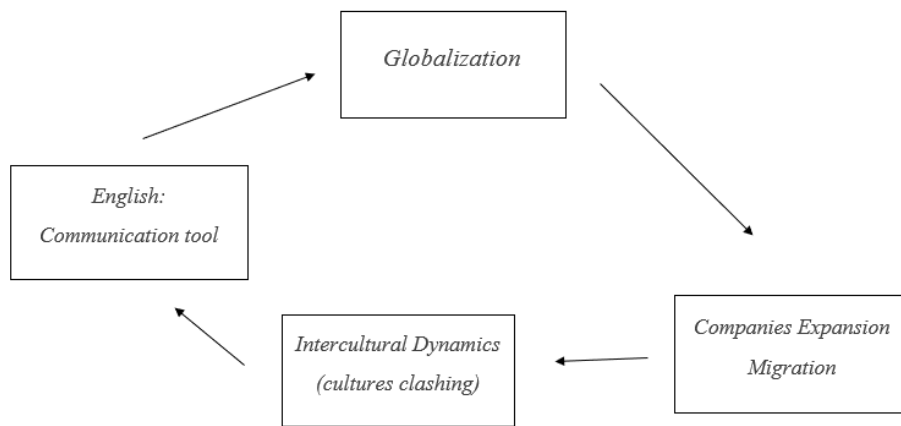 Globalization
English:
Communication tool
Intercultural Dynamics
(cultures clashing)
Companies Expansion
Migration